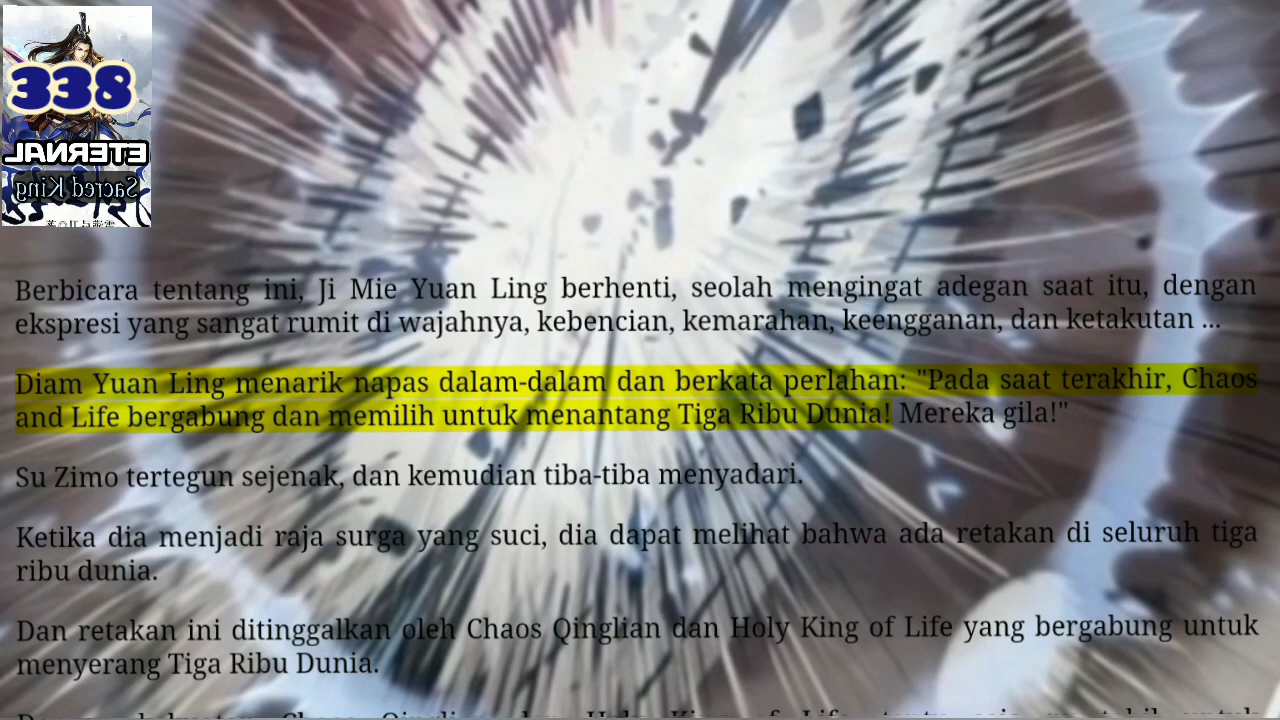 338
ETERNAL
Sacred King
Berbicara tentang ini, Ji Mie Yuan Ling berhenti, seolah mengingat adegan saat itu, dengan
ekspresi yang sangat rumit di wajahnya, kebencian, kemarahan, keengganan, dan ketakutan ...
Diam Yuan Ling menarik napas dalam-dalam dan berkata perlahan: "Pada saat terakhir, Chaos
and Life bergabung dan memilih untuk menantang Tiga Ribu Dunia! Mereka gila!"
Su Zimo tertegun sejenak, dan kemudian tiba-tiba menyadari.
Ketika dia menjadi raja surga yang suci, dia dapat melihat bahwa ada retakan di seluruh tiga
ribu dunia.
Dan retakan ini ditinggalkan oleh Chaos Qinglian dan Holy King of Life yang bergabung untuk
menyerang Tiga Ribu Dunia.